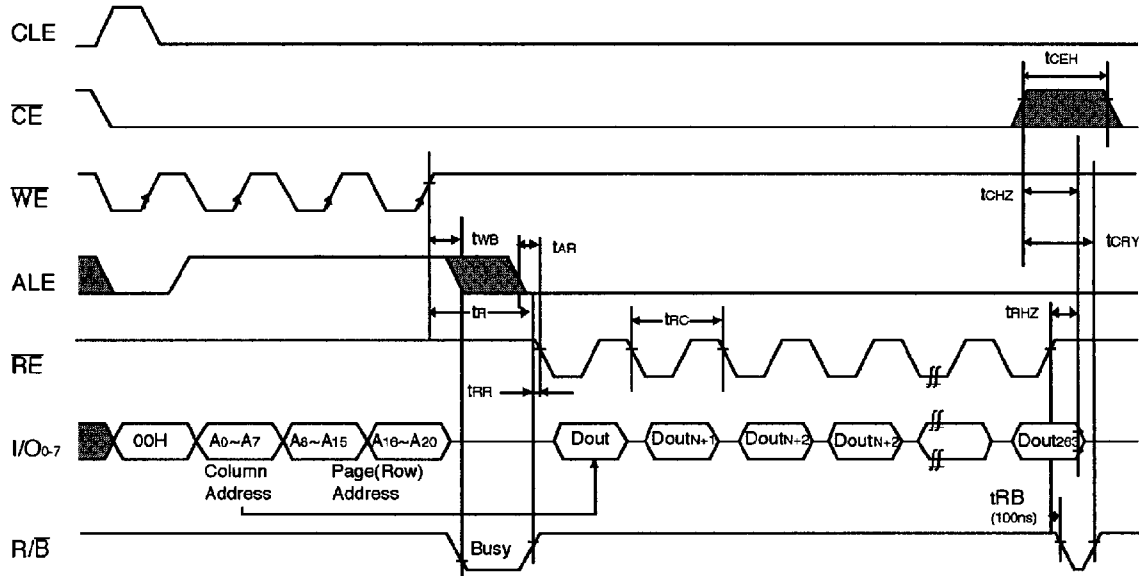 CLE
tCEH
CE
WE
tCHZ
tWB
tAR
tCRY
ALE
tR
tRC
tRHZ
RE
tRR
I/O0-7
00H
A0~A7
A8~A15
A16~A20
Dout
DoutN+1
DoutN+2
DoutN+2
Dout263
Column
Address
Page(Row)
Address
tRB
(100ns)
R/B
Busy